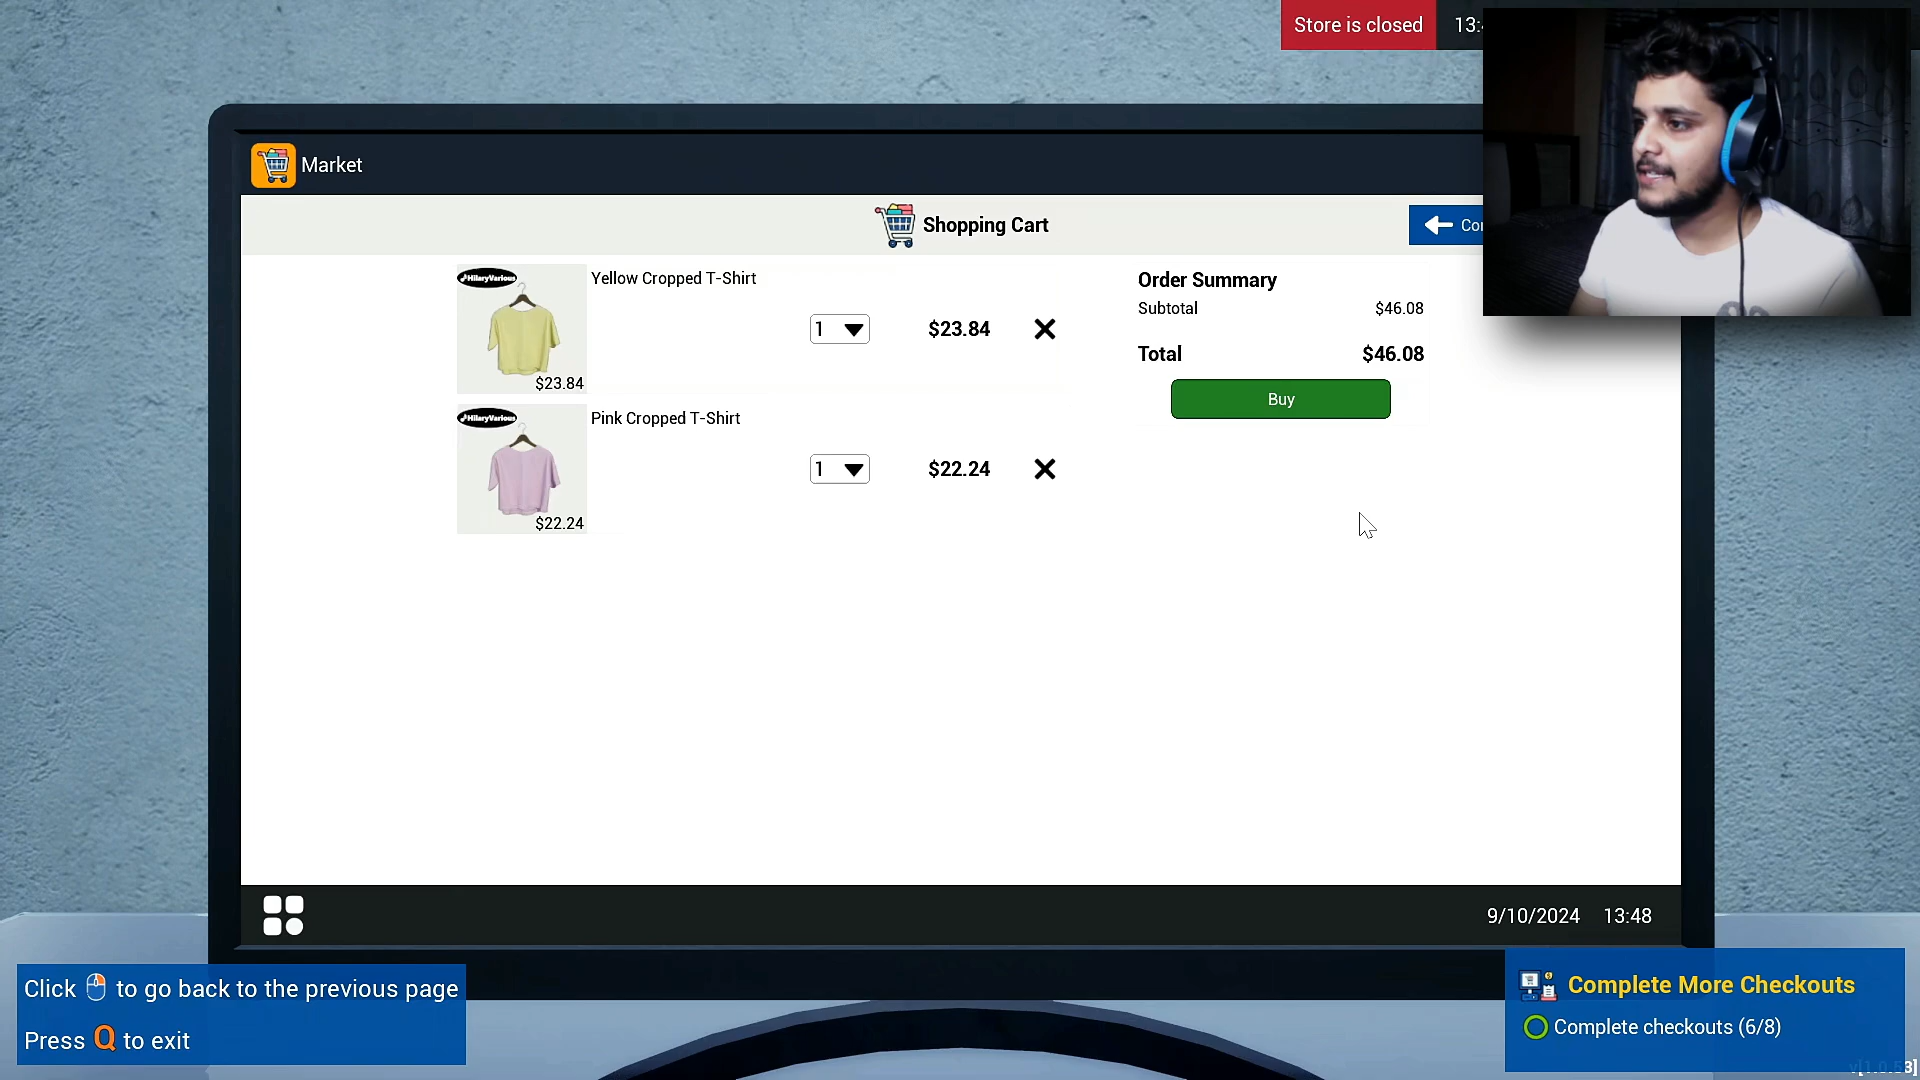 Store is closed
Market
Shopping Cart
HilaryVarious
Yellow Cropped T-Shirt
1
$23.84
$23.84
HilaryVarious
Pink Cropped T-Shirt
1
$22.24
$22.24
Order Summary
Subtotal $46.08
Total $46.08
Buy
9/10/2024 13:48
Click to go back to the previous page
Press Q to exit
Complete More Checkouts
Complete checkouts (6/8)